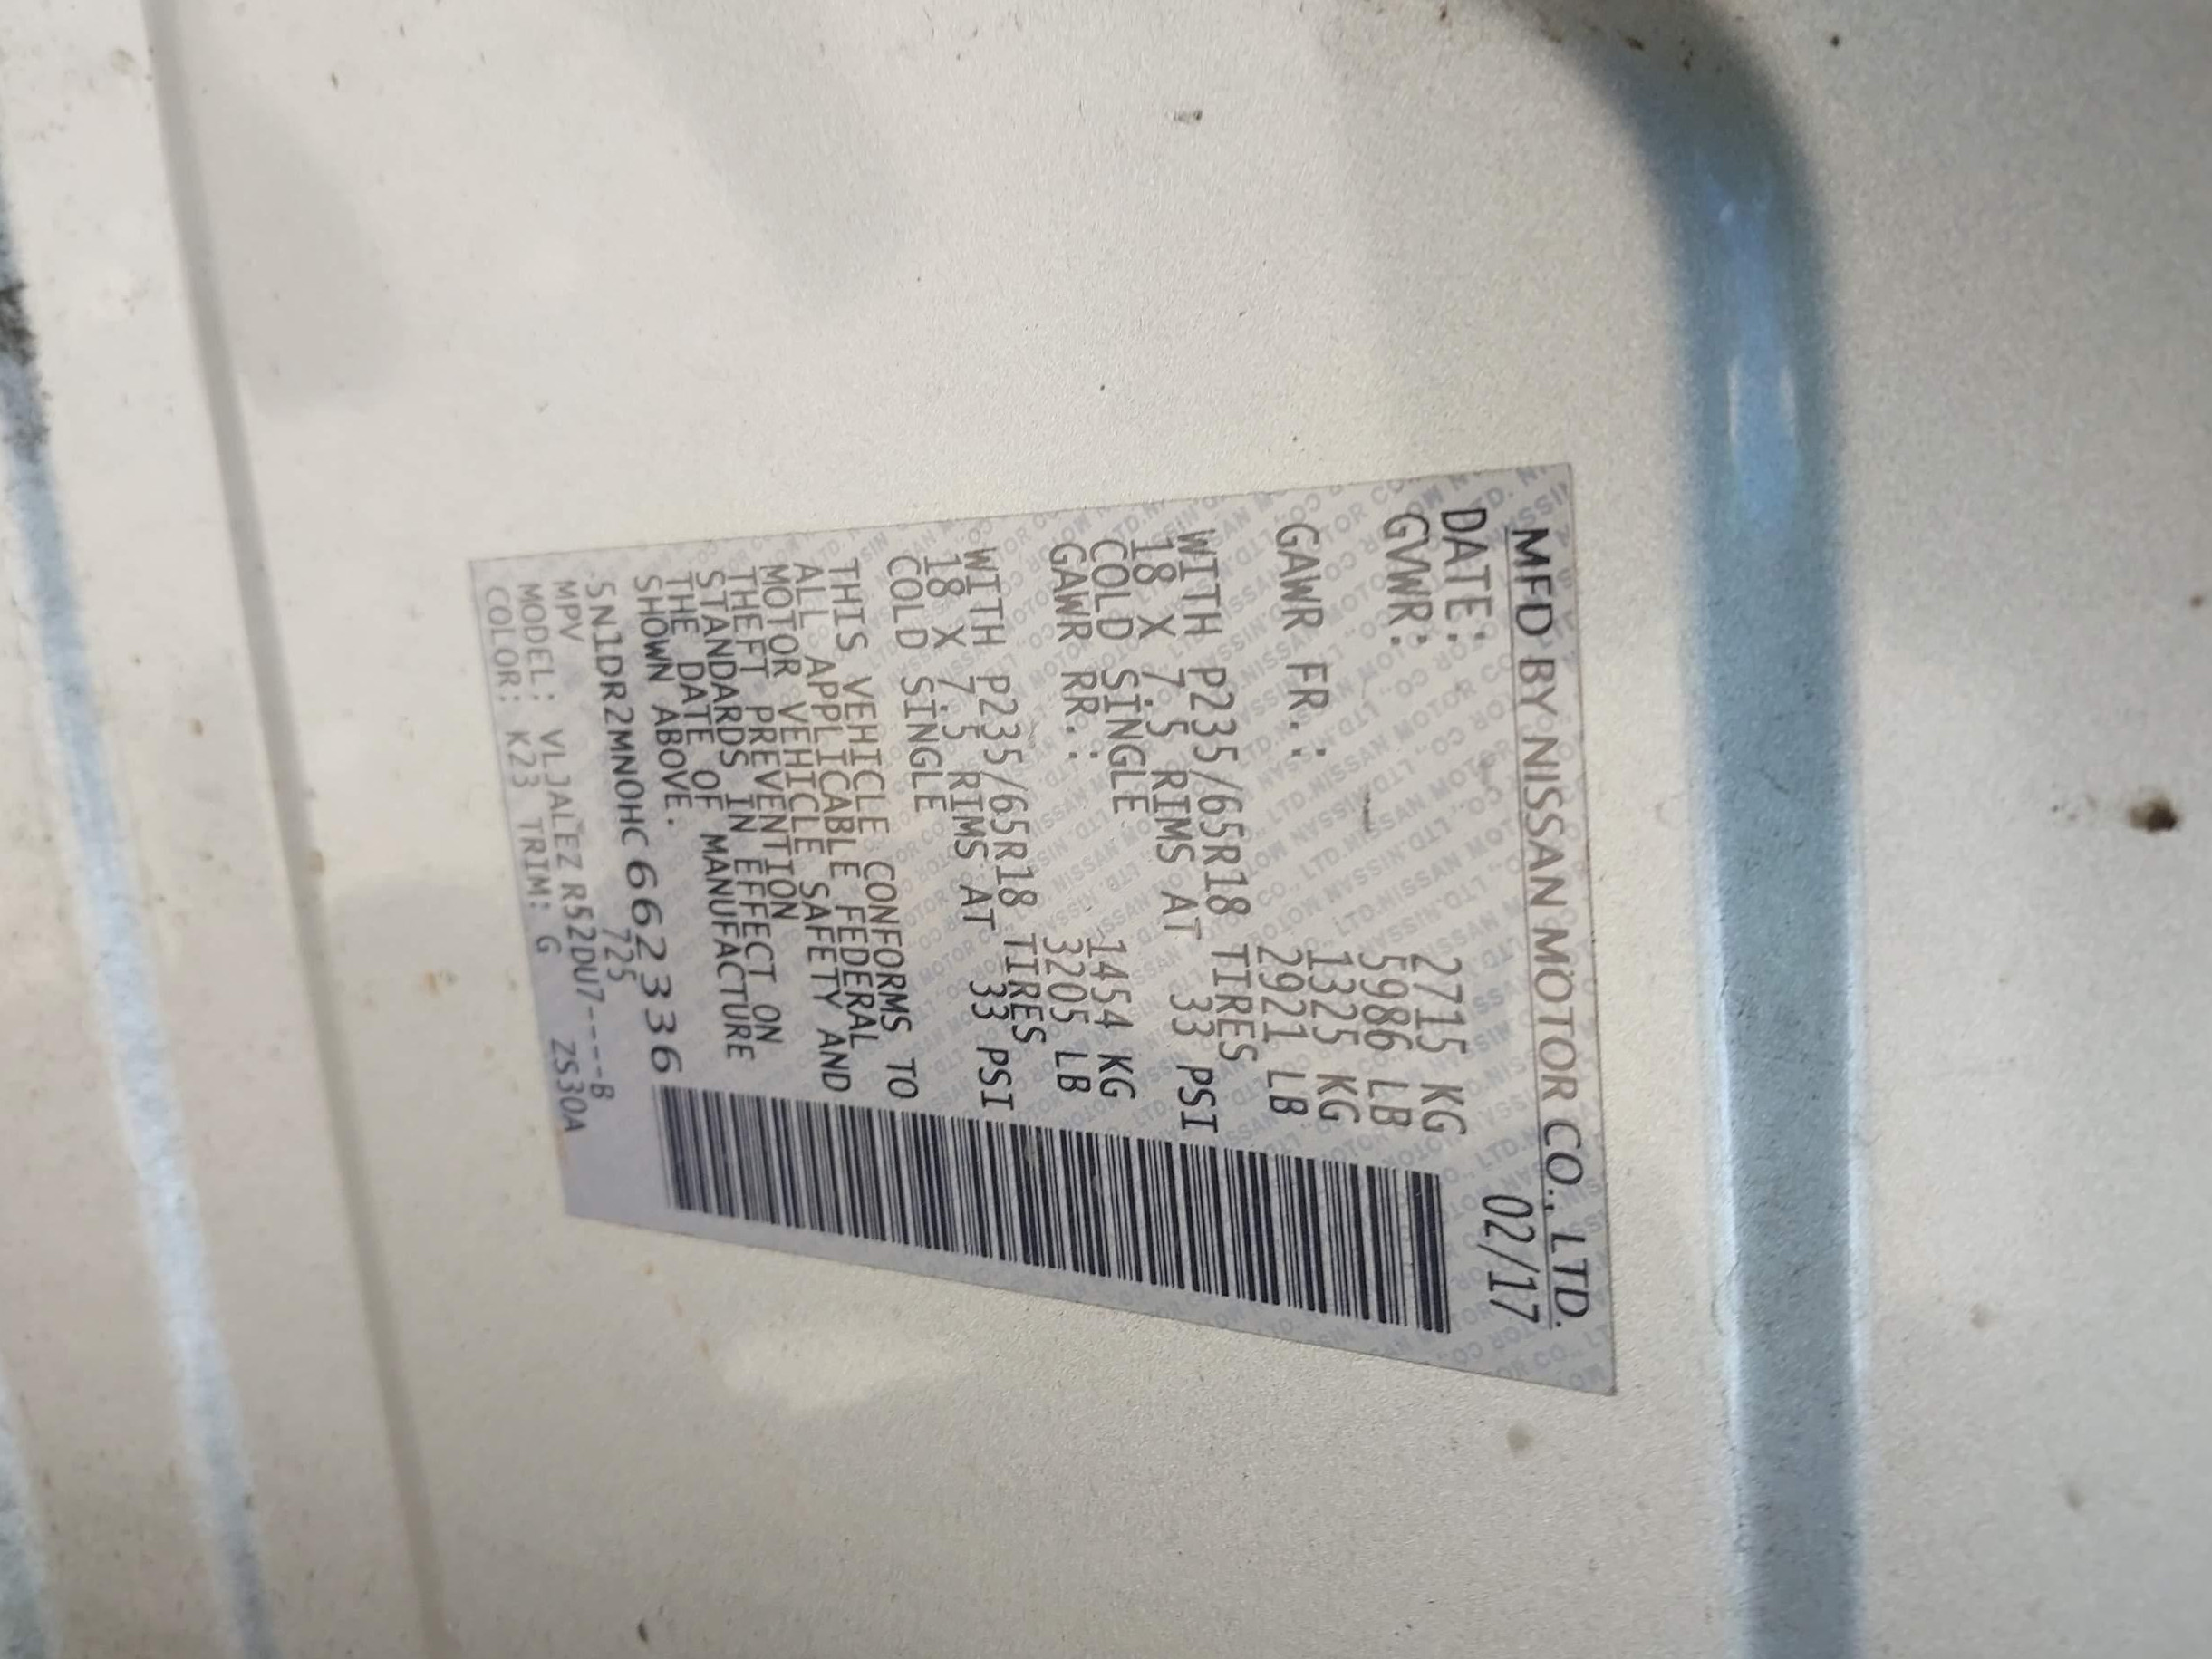 MFD BY NISSAN MOTOR CO., LTD.
DATE: 02/17
GVWR: 2715 KG
5986 LB
GAWR FR.: 1325 KG
2921 LB
WITH P235/65R18 TIRES
18 X 7.5 RIMS AT 33 PSI
COLD SINGLE
GAWR RR.: 1454 KG
3205 LB
WITH P235/65R18 TIRES
18 X 7.5 RIMS AT 33 PSI
COLD SINGLE
THIS VEHICLE CONFORMS TO
ALL APPLICABLE FEDERAL
MOTOR VEHICLE SAFETY AND
THEFT PREVENTION
STANDARDS IN EFFECT ON
THE DATE OF MANUFACTURE
SHOWN ABOVE.
5N1DR2MN0HC662336
MPV 725
MODEL: VLJALEZ R52DU7----B
COLOR: K23 TRIM: G ZS30A